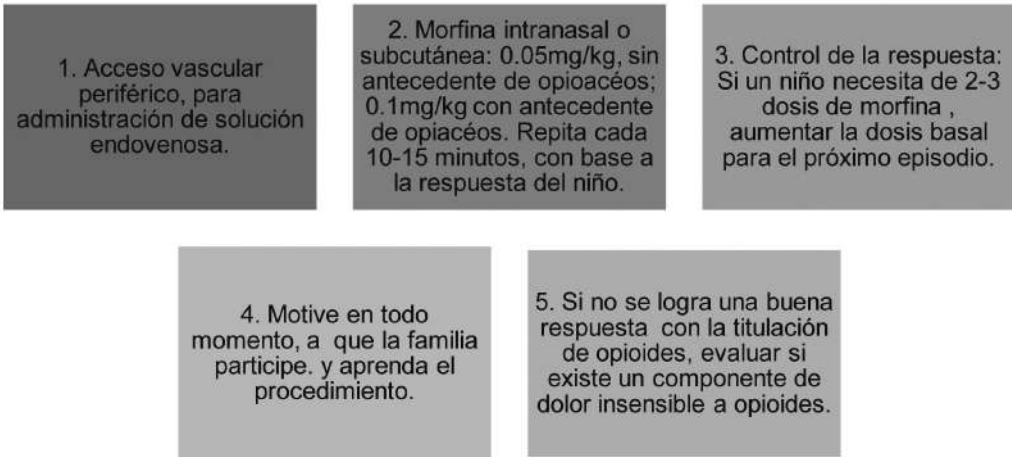 1. Acceso vascular
periférico, para
administración de solución
endovenosa.
2. Morfina intranasal o
subcutánea: 0.05mg/kg, sin
antecedente de opioacéos;
0.1mg/kg con antecedente
de opiacéos. Repita cada
10-15 minutos, con base a
la respuesta del niño.
3. Control de la respuesta:
Si un niño necesita de 2-3
dosis de morfina ,
aumentar la dosis basal
para el próximo episodio.
4. Motive en todo
momento, a que la familia
participe. y aprenda el
procedimiento.
5. Si no se logra una buena
respuesta con la titulación
de opioides, evaluar si
existe un componente de
dolor insensible a opioides.